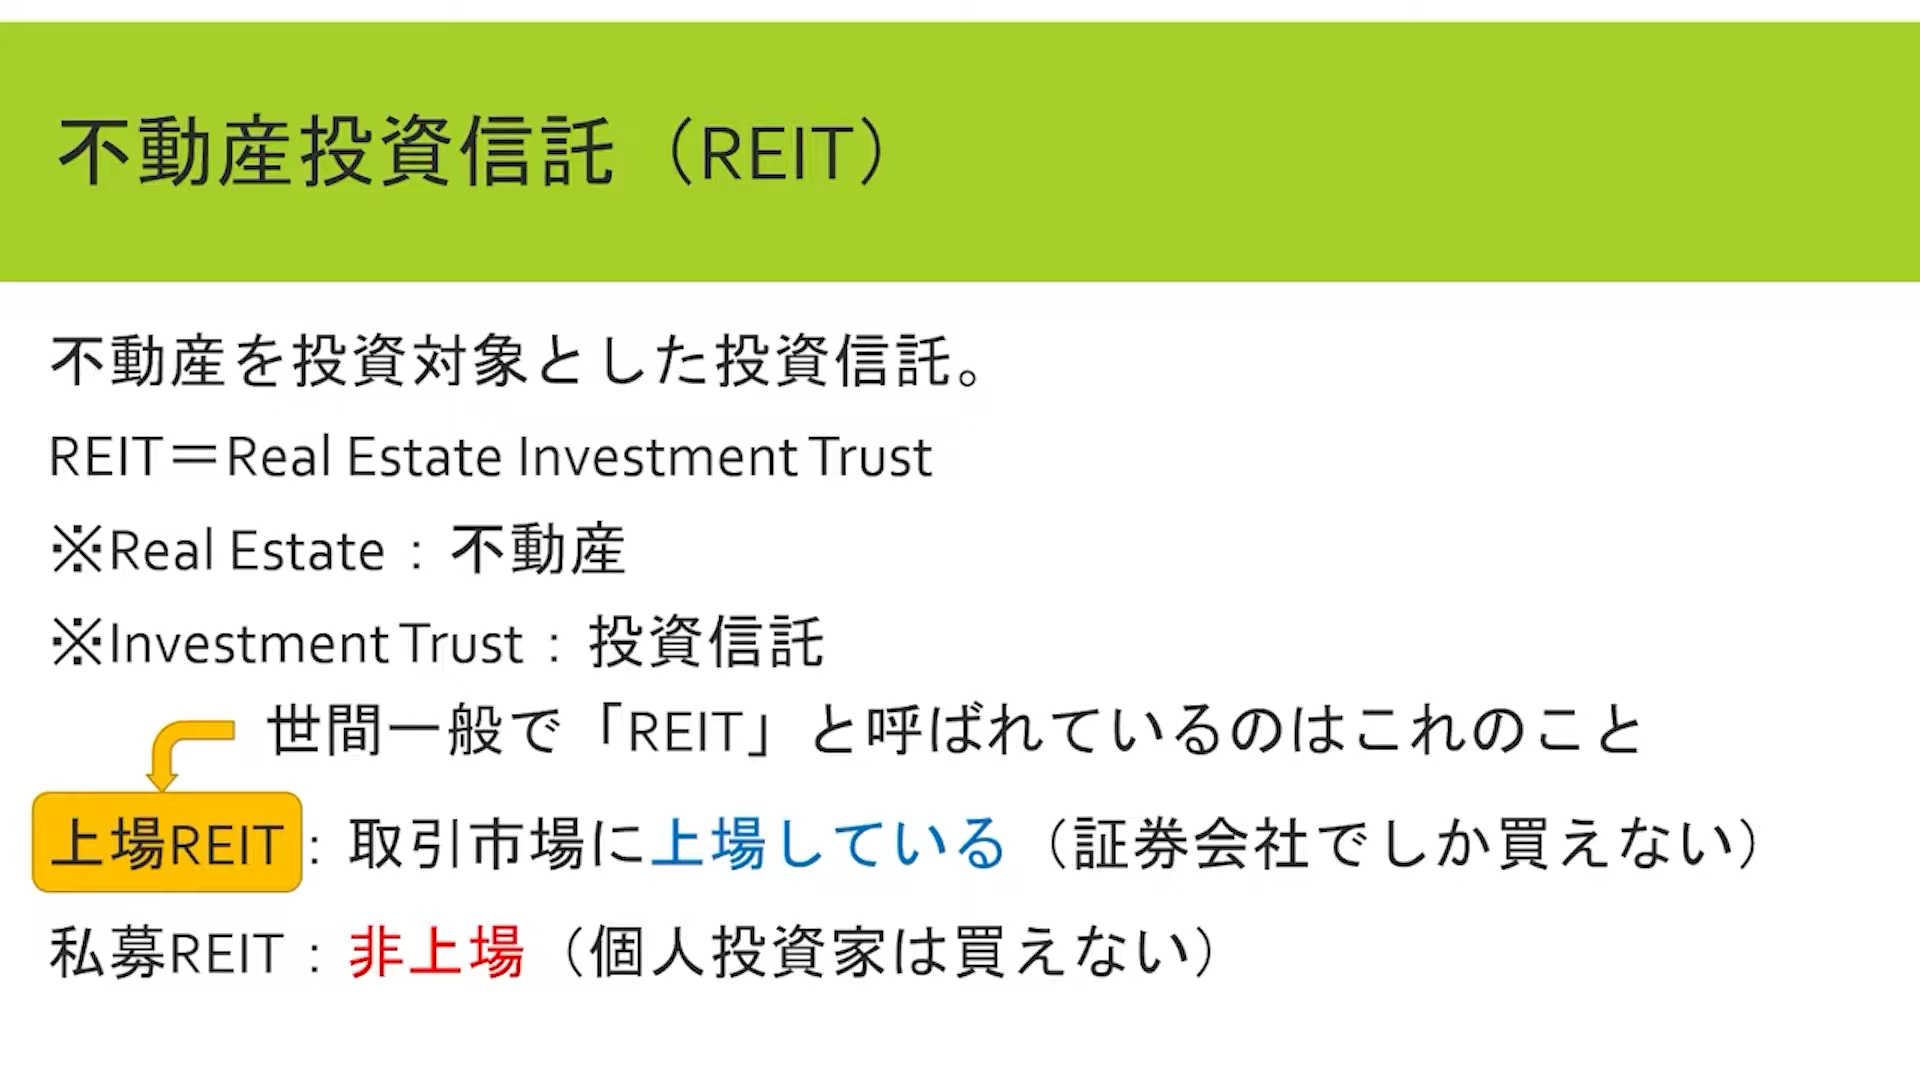 不動産投資信託（REIT）
不動産を投資対象とした投資信託。
REIT＝Real Estate Investment Trust
※Real Estate：不動産
※Investment Trust：投資信託
世間一般で「REIT」と呼ばれているのはこれのこと
上場REIT：取引市場に上場している（証券会社でしか買えない）
私募REIT：非上場（個人投資家は買えない）